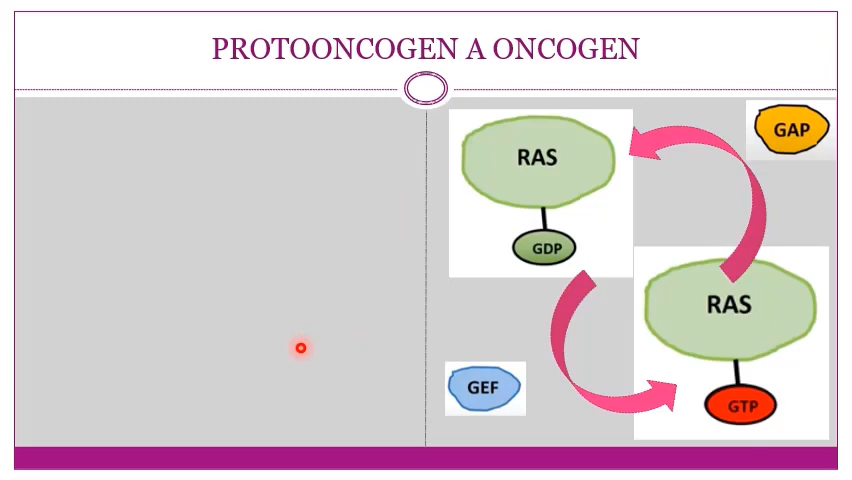 PROTOONCOGEN A ONCOGEN
GAP
RAS
GDP
RAS
GEF
GTP